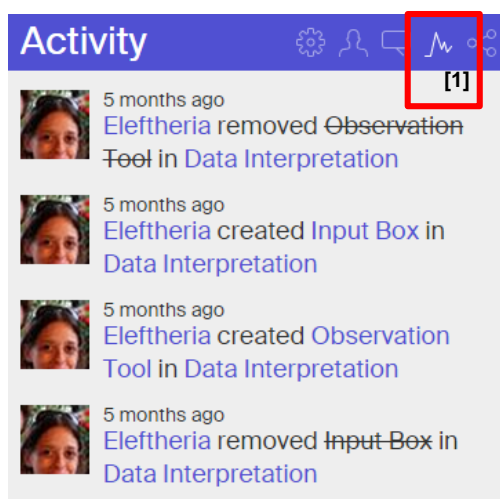 Activity
[1]
5 months ago
Eleftheria removed Observation
Tool in Data Interpretation
5 months ago
Eleftheria created Input Box in
Data Interpretation
5 months ago
Eleftheria created Observation
Tool in Data Interpretation
5 months ago
Eleftheria removed Input Box in
Data Interpretation